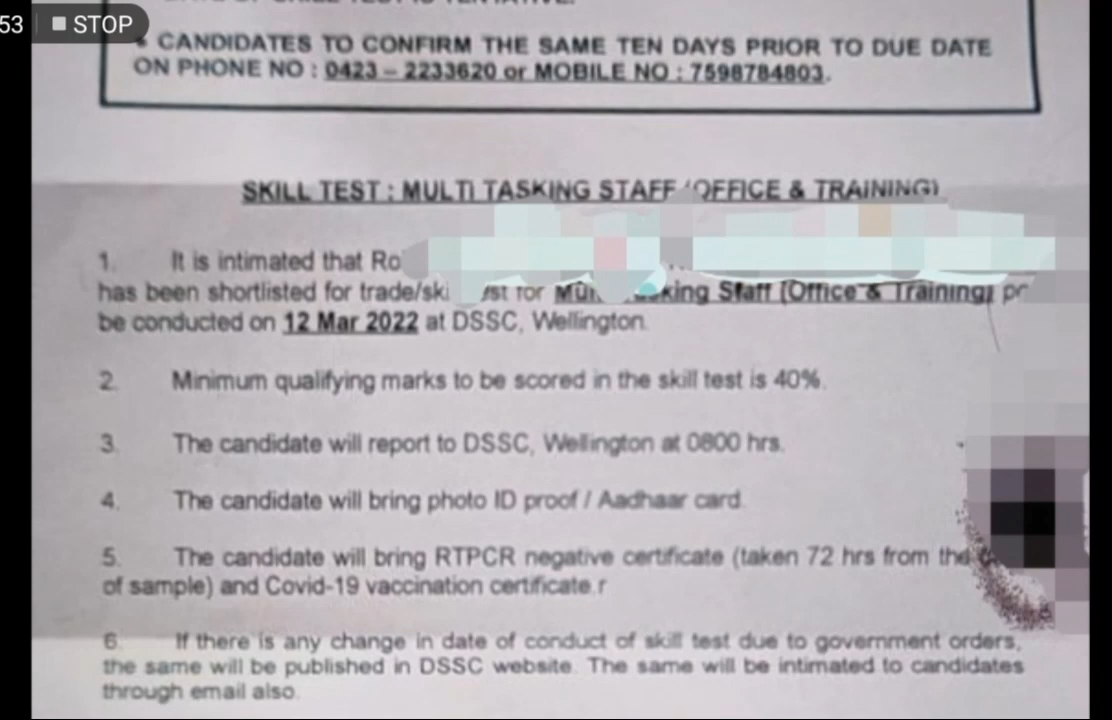 53 STOP
* CANDIDATES TO CONFIRM THE SAME TEN DAYS PRIOR TO DUE DATE
ON PHONE NO : 0423 – 2233620 or MOBILE NO : 7598784803.
SKILL TEST : MULTI TASKING STAFF (OFFICE & TRAINING)
1. It is intimated that
has been shortlisted for Staff (Office & Training)
be conducted on 12 Mar 2022 at DSSC, Wellington.
2. Minimum qualifying marks to be scored in the skill test is 40%.
3. The candidate will report to DSSC, Wellington at 0800 hrs.
4. The candidate will bring photo ID proof / Aadhaar card.
5. The candidate will bring RTPCR negative certificate (taken 72 hrs from the
of sample) and Covid-19 vaccination certificate.r
6. If there is any change in date of conduct of skill test due to government orders,
the same will be published in DSSC website. The same will be intimated to candidates
through email also.